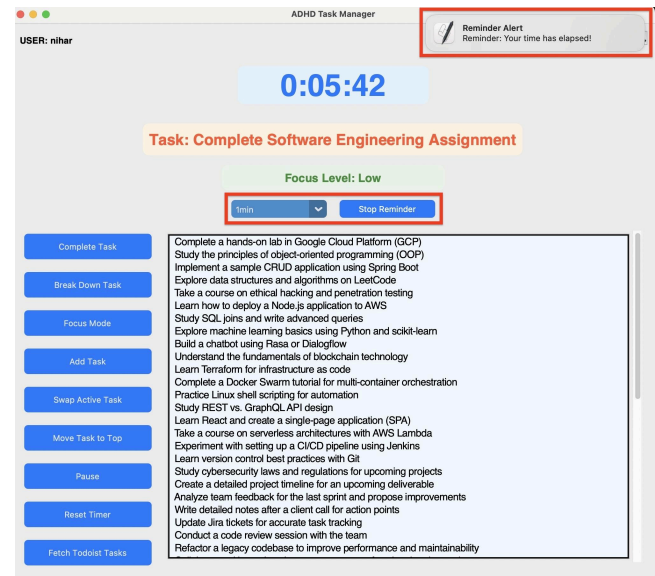 ADHD Task Manager
Reminder Alert
Reminder: Your time has elapsed!
USER: nihar
0:05:42
Task: Complete Software Engineering Assignment
Focus Level: Low
1min
Stop Reminder
Complete Task
Break Down Task
Focus Mode
Add Task
Swap Active Task
Move Task to Top
Pause
Reset Timer
Fetch Todoist Tasks
Complete a hands-on lab in Google Cloud Platform (GCP)
Study the principles of object-oriented programming (OOP)
Implement a sample CRUD application using Spring Boot
Explore data structures and algorithms on LeetCode
Take a course on ethical hacking and penetration testing
Learn how to deploy a Node.js application to AWS
Study SQL joins and write advanced queries
Explore machine learning basics using Python and scikit-learn
Build a chatbot using Rasa or Dialogflow
Understand the fundamentals of blockchain technology
Learn Terraform for infrastructure as code
Complete a Docker Swarm tutorial for multi-container orchestration
Practice Linux shell scripting for automation
Study REST vs. GraphQL API design
Learn React and create a single-page application (SPA)
Take a course on serverless architectures with AWS Lambda
Experiment with setting up a CI/CD pipeline using Jenkins
Learn version control best practices with Git
Study cybersecurity laws and regulations for upcoming projects
Create a detailed project timeline for an upcoming deliverable
Analyze team feedback for the last sprint and propose improvements
Write detailed notes after a client call for action points
Update Jira tickets for accurate task tracking
Conduct a code review session with the team
Refactor a legacy codebase to improve performance and maintainability